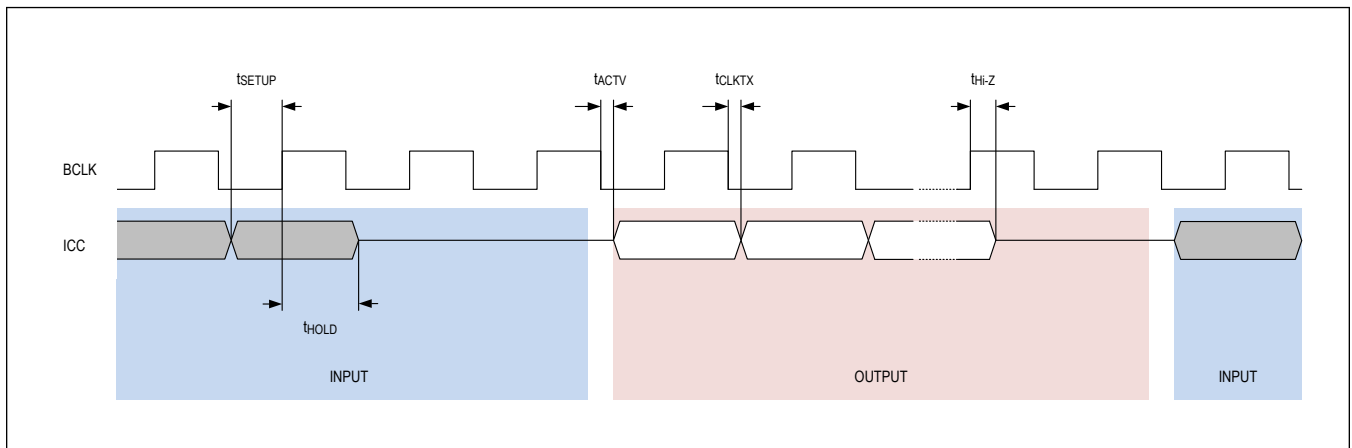 tSETUP
tACTV
tCLKTX
tHi-Z
BCLK
ICC
tHOLD
INPUT
OUTPUT
INPUT